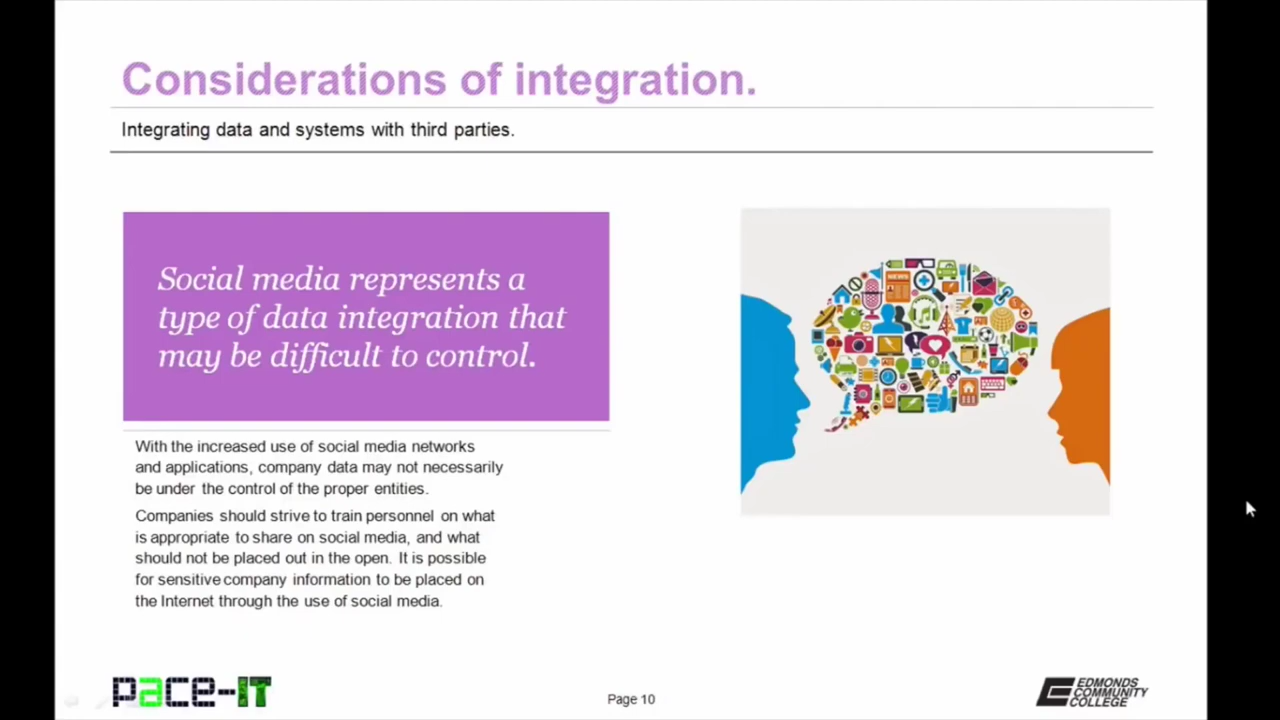 Considerations of integration.
Integrating data and systems with third parties.
Social media represents a
type of data integration that
may be difficult to control.
With the increased use of social media networks
and applications, company data may not necessarily
be under the control of the proper entities.
Companies should strive to train personnel on what
is appropriate to share on social media, and what
should not be placed out in the open. It is possible
for sensitive company information to be placed on
the Internet through the use of social media.
NEWS
pace-IT
Page 10
EDMONDS
COMMUNITY
COLLEGE